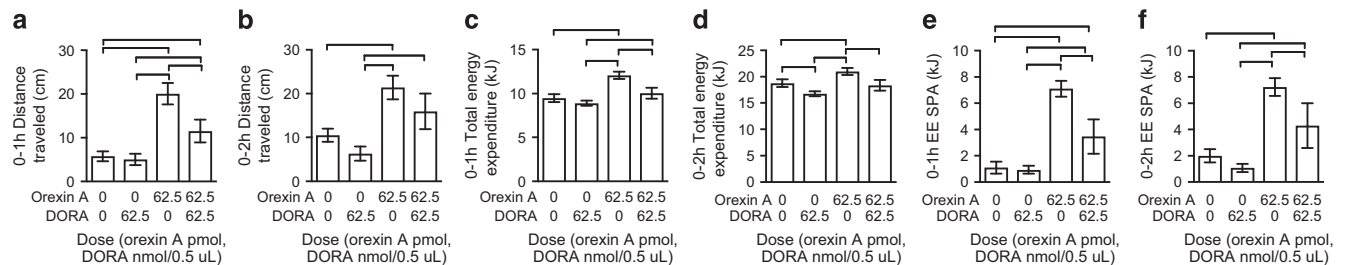 a
0-1h Distance
traveled (cm)
30
20
10
0
Orexin A 0 0 62.5 62.5
DORA 0 62.5 0 62.5
Dose (orexin A pmol,
DORA nmol/0.5 uL)
b
0-2h Distance
traveled (cm)
30
20
10
0
0 0 62.5 62.5
0 62.5 0 62.5
Dose (orexin A pmol,
DORA nmol/0.5 uL)
c
0-1h Total energy
expenditure (kJ)
15
10
5
0
0 0 62.5 62.5
0 62.5 0 62.5
Dose (orexin A pmol,
DORA nmol/0.5 uL)
d
0-2h Total energy
expenditure (kJ)
25
20
15
10
5
0
0 0 62.5 62.5
0 62.5 0 62.5
Dose (orexin A pmol,
DORA nmol/0.5 uL)
e
0-1h EE SPA (kJ)
10
8
6
4
2
0
Orexin A 0 0 62.5 62.5
DORA 0 62.5 0 62.5
Dose (orexin A pmol,
DORA nmol/0.5 uL)
f
0-2h EE SPA (kJ)
10
8
6
4
2
0
0 0 62.5 62.5
0 62.5 0 62.5
Dose (orexin A pmol,
DORA nmol/0.5 uL)